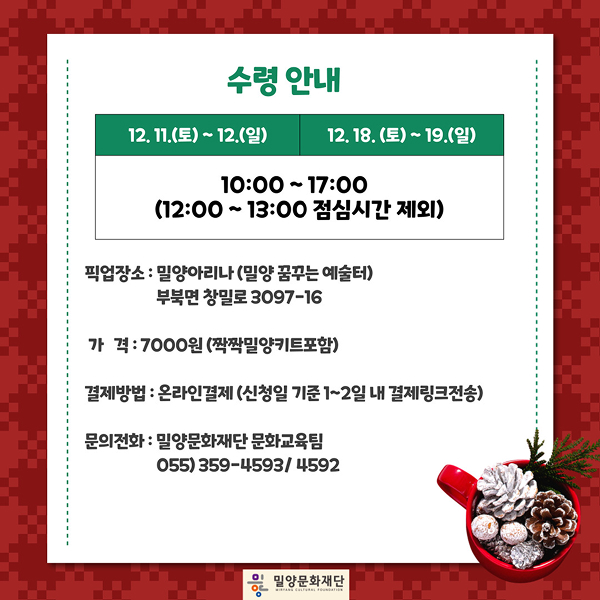 수령 안내
12. 11.(토) ~ 12.(일)
12. 18. (토) ~ 19.(일)
10:00 ~ 17:00
(12:00 ~ 13:00 점심시간 제외)
픽업장소 : 밀양아리나 (밀양 꿈꾸는 예술터)
부북면 창밀로 3097-16
가 격 : 7000원 (짝짝밀양키트포함)
결제방법 : 온라인결제 (신청일 기준 1~2일 내 결제링크전송)
문의전화 : 밀양문화재단 문화교육팀
055) 359-4593/ 4592
밀양문화재단
MIRYANG CULTURAL FOUNDATION